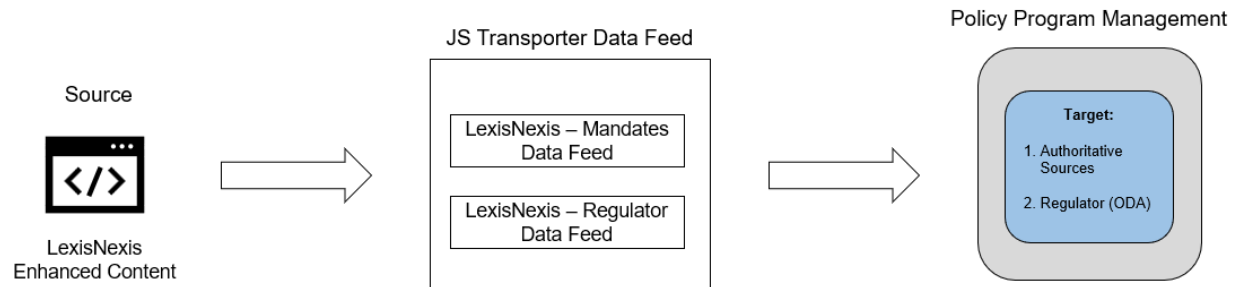 Source
</>
LexisNexis
Enhanced Content
JS Transporter Data Feed
LexisNexis – Mandates
Data Feed
LexisNexis – Regulator
Data Feed
Policy Program Management
Target:
1. Authoritative
Sources
2. Regulator (ODA)